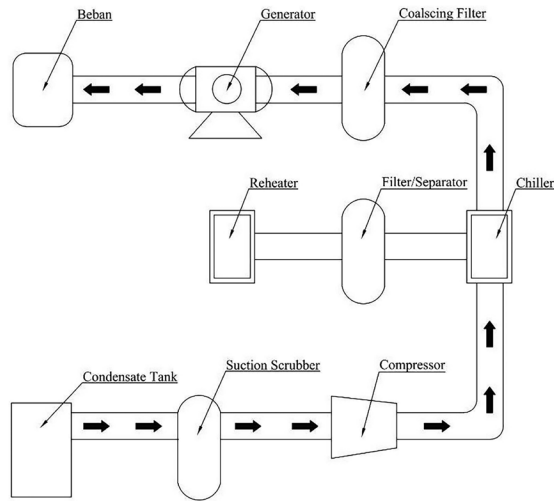 Beban
Generator
Coalscing Filter
Reheater
Filter/Separator
Chiller
Condensate Tank
Suction Scrubber
Compressor